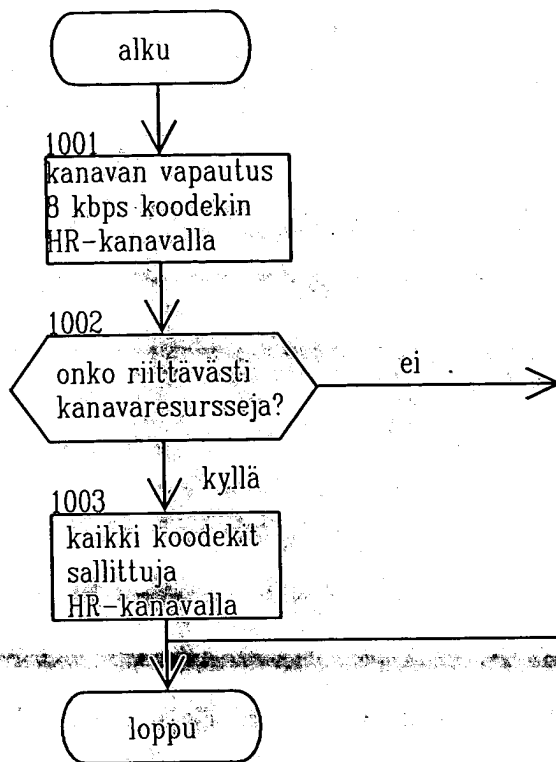 alku
1001
kanavan vapautus
8 kbps koodekin
HR-kanavalla
1002
onko riittävästi
kanavaresursseja?
ei
kyllä
1003
kaikki koodekit
sallittuja
HR-kanavalla
loppu